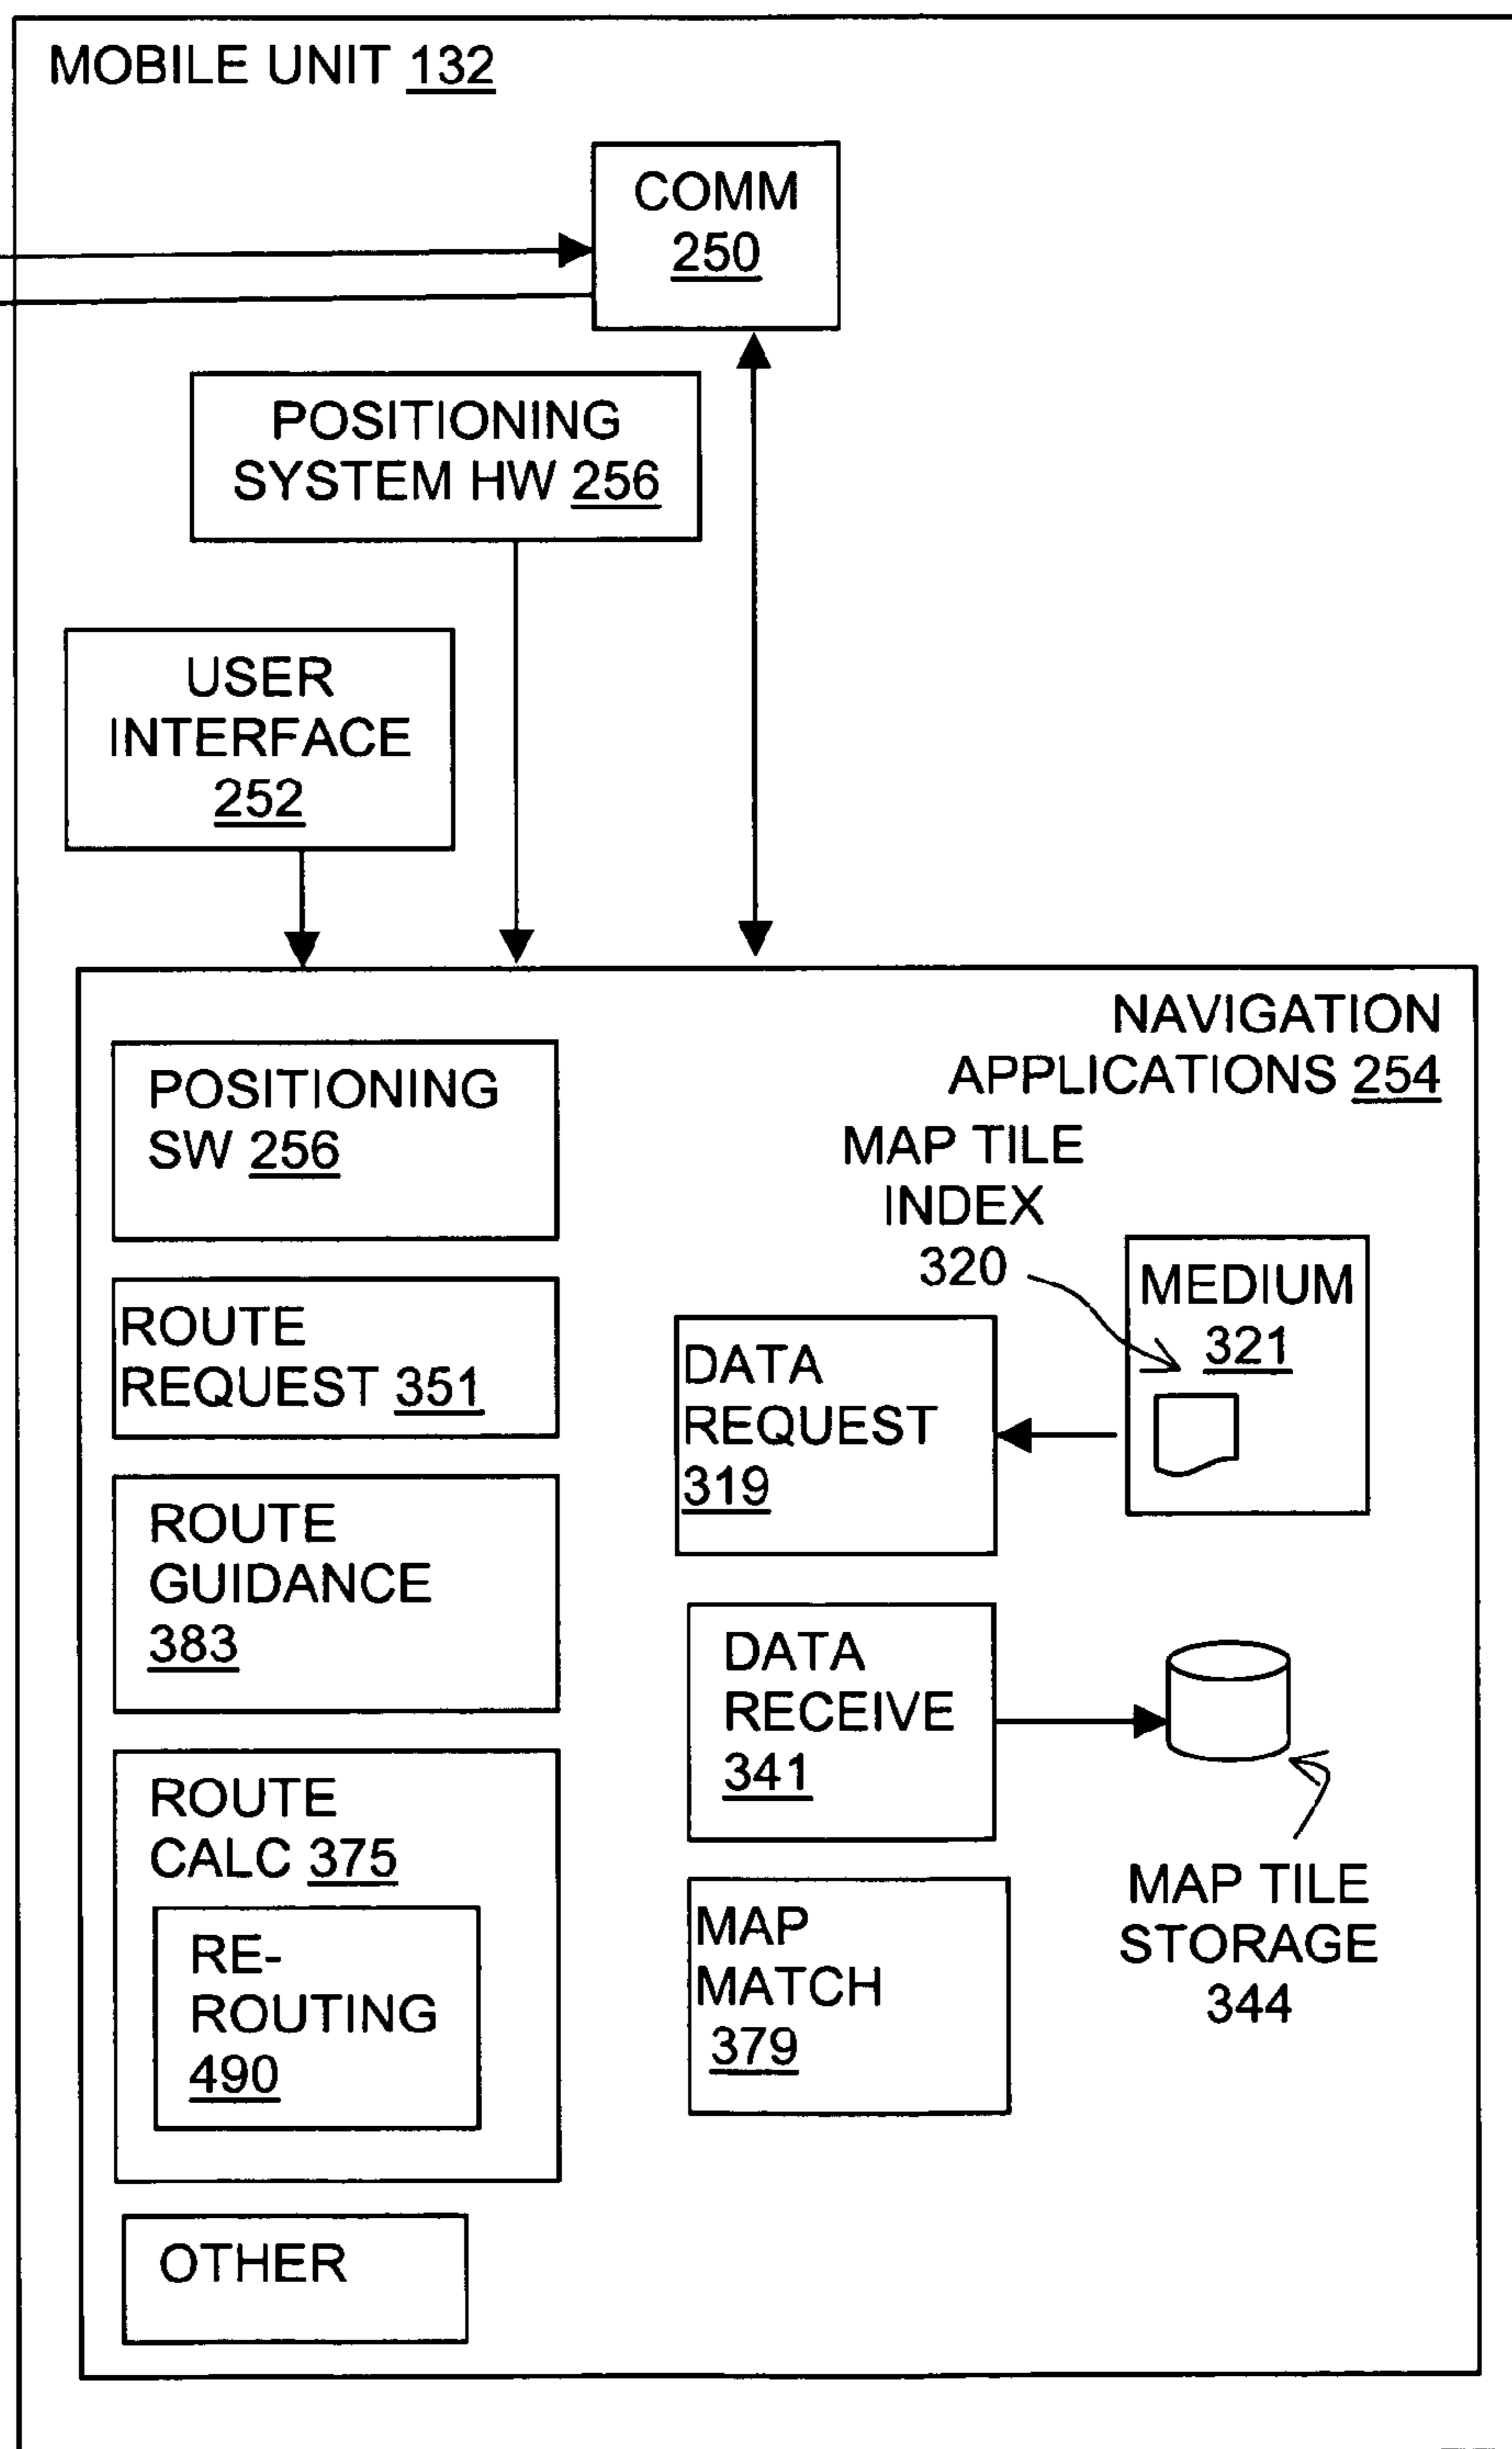 MOBILE UNIT 132
COMM
250
POSITIONING
SYSTEM HW 256
USER
INTERFACE
252
NAVIGATION
APPLICATIONS 254
POSITIONING
SW 256
ROUTE
REQUEST 351
ROUTE
GUIDANCE
383
ROUTE
CALC 375
RE-
ROUTING
490
OTHER
MAP TILE
INDEX
320
MEDIUM
321
DATA
REQUEST
319
DATA
RECEIVE
341
MAP TILE
STORAGE
344
MAP
MATCH
379